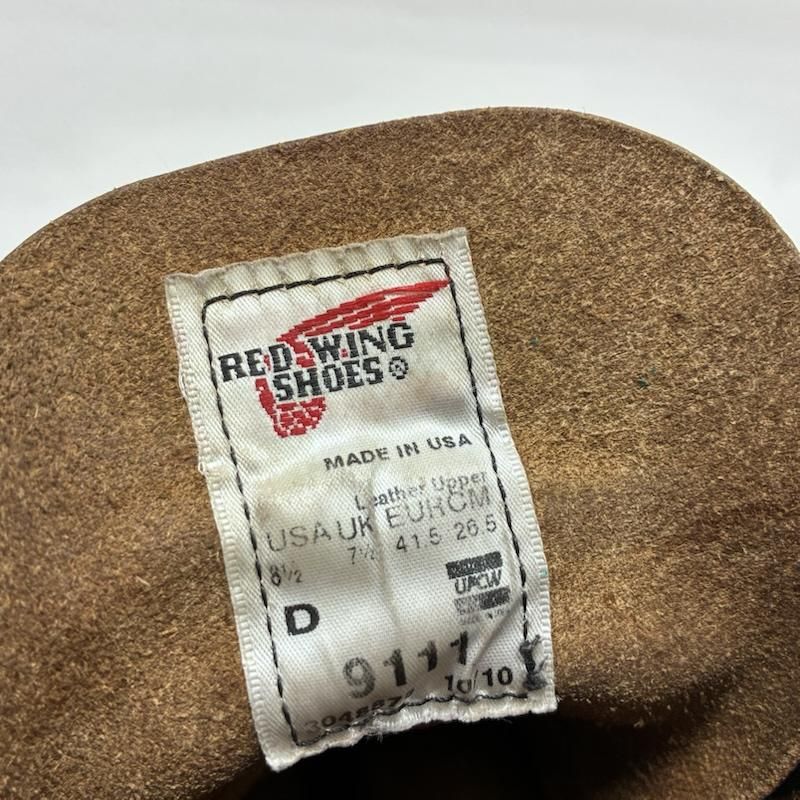 RED WING
SHOES®
MADE IN USA
Leather Upper
USA UK EUR CM
8½ 7½ 41.5 26.5
UFCW
D
9111
10/10